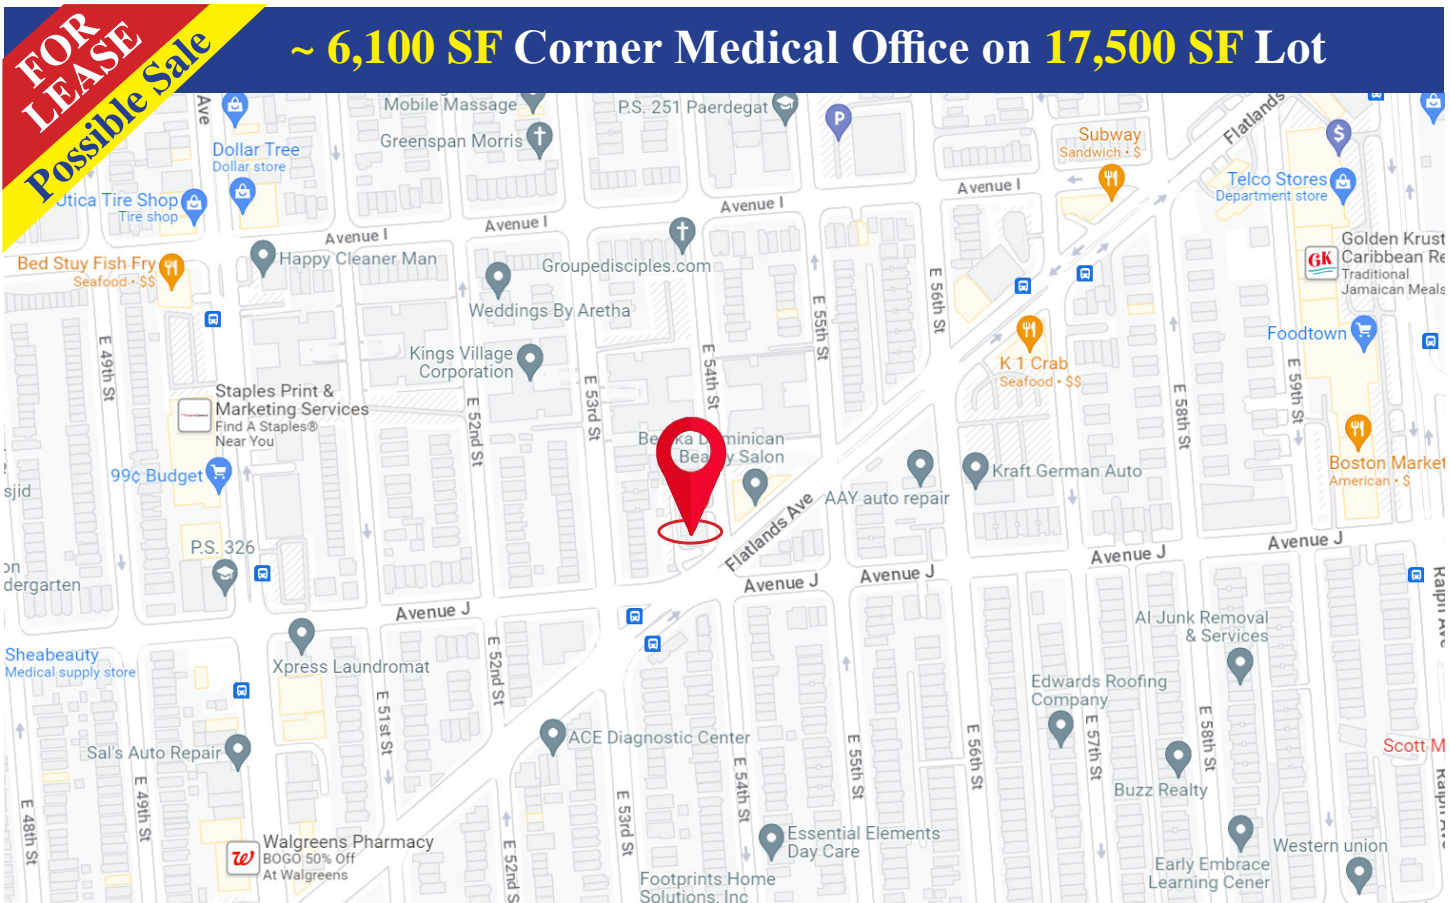 FOR
LEASE
Possible Sale
~ 6,100 SF Corner Medical Office on 17,500 SF Lot
Ave
Mobile Massage
P.S. 251 Paerdegat
P
Flatlands
$
Greenspan Morris
Subway
Sandwich • $
Dollar Tree
Dollar store
Utica Tire Shop
Tire shop
Avenue I
Avenue I
Avenue I
Avenue I
Telco Stores
Department store
Bed Stuy Fish Fry
Seafood • $$
Happy Cleaner Man
Groupedisciples.com
Weddings By Aretha
GK
Golden Krust
Caribbean Re
Traditional
Jamaican Meals
E 49th St
E 52nd St
E 53rd St
E 54th St
E 55th St
E 56th St
E 58th St
E 59th St
Kings Village
Corporation
K 1 Crab
Seafood • $$
Foodtown
Staples Print &
Marketing Services
Find A Staples®
Near You
99¢ Budget
sjid
Beauty Salon
AAY auto repair
Kraft German Auto
Boston Market
American • $
P.S. 326
on
dergarten
Flatlands Ave
Avenue J
Avenue J
Avenue J
Avenue J
Avenue J
Ralph Ave
Sheabeauty
Medical supply store
Xpress Laundromat
Al Junk Removal
& Services
Edwards Roofing
Company
Sal's Auto Repair
ACE Diagnostic Center
Scott M
Buzz Realty
E 48th St
E 49th St
E 51st St
E 52nd St
E 52nd S
E 53rd St
E 54th St
E 55th St
E 56th St
E 57th St
E 58th St
Ralph
W
Walgreens Pharmacy
BOGO 50% Off
At Walgreens
Essential Elements
Day Care
Footprints Home
Solutions, Inc
Early Embrace
Learning Cener
Western union